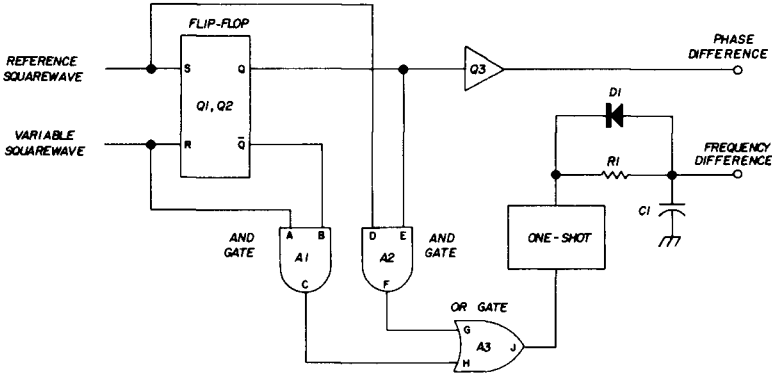 FLIP-FLOP
REFERENCE
SQUAREWAVE
S
Q
Q3
PHASE
DIFFERENCE
Q1, Q2
D1
VARIABLE
SQUAREWAVE
R
Q̅
R1
FREQUENCY
DIFFERENCE
C1
AND
GATE
A
B
A1
C
D
E
A2
F
AND
GATE
ONE-SHOT
OR GATE
G
H
A3
J